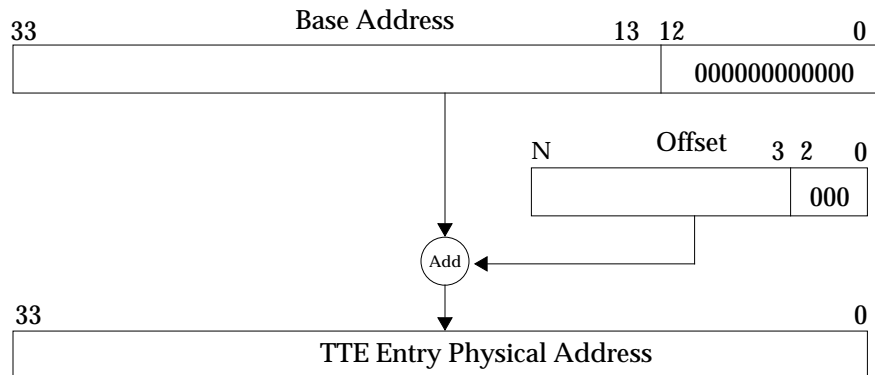 33 Base Address 13 12 0
000000000000
N Offset 3 2 0
000
Add
33 0
TTE Entry Physical Address